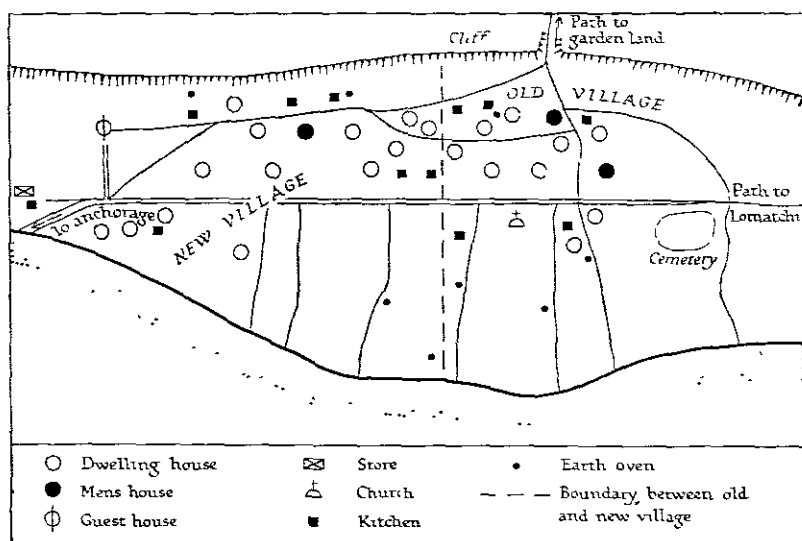 Path to
garden land
Cliff
OLD
VILLAGE
Path to
Lomatchi
To anchorage
NEW VILLAGE
Cemetery
Dwelling house
Store
Earth oven
Mens house
Church
Boundary between old
and new village
Guest house
Kitchen